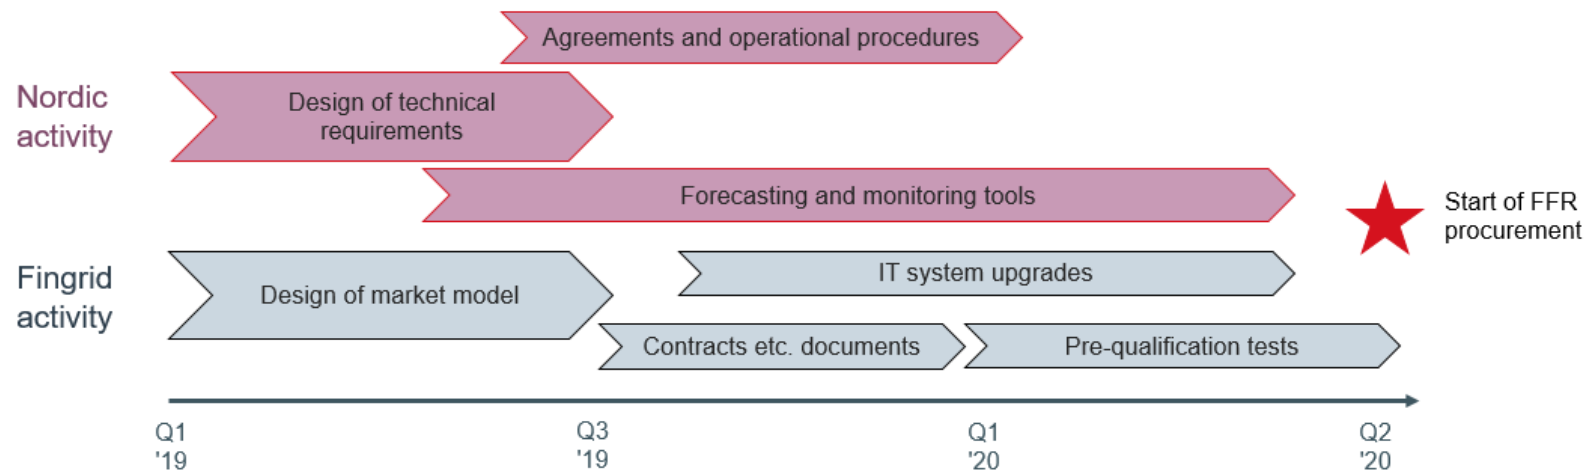 Agreements and operational procedures
Nordic
activity
Design of technical
requirements
Forecasting and monitoring tools
Start of FFR
procurement
Fingrid
activity
IT system upgrades
Design of market model
Contracts etc. documents
Pre-qualification tests
Q1
'19
Q3
'19
Q1
'20
Q2
'20